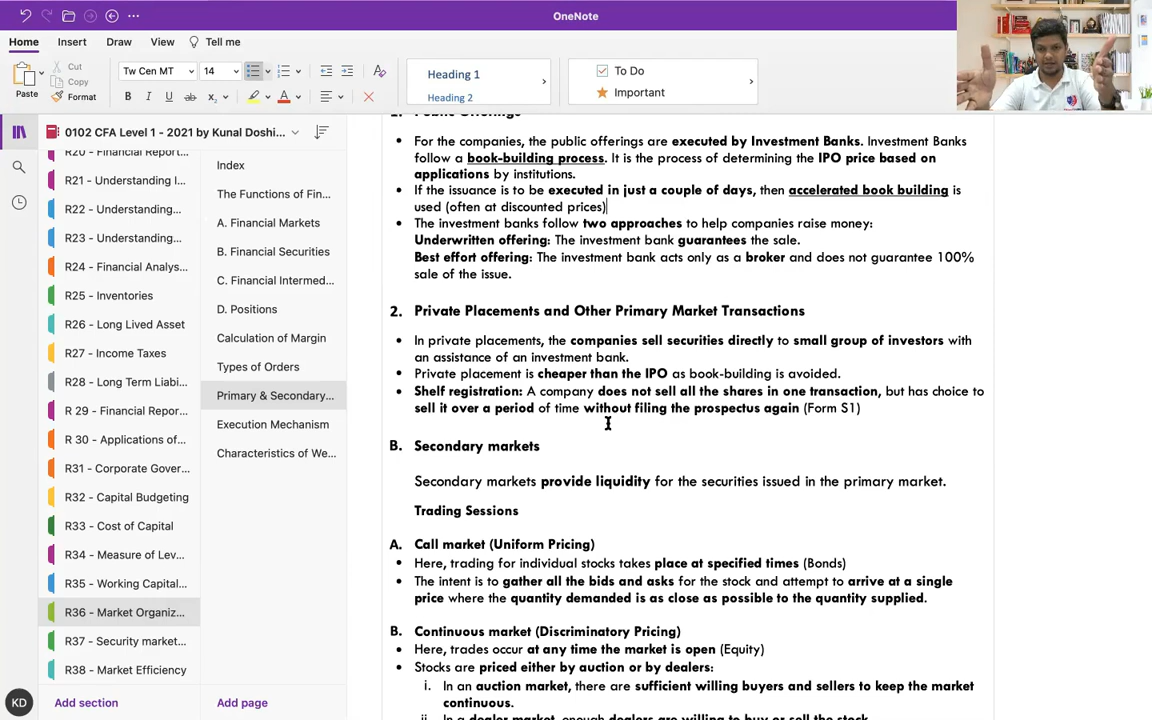 OneNote
Home Insert Draw View Tell me
Paste
Cut
Copy
Format
Tw Cen MT 14
B I U ab x₂ A
Heading 1
Heading 2
To Do
Important
0102 CFA Level 1 - 2021 by Kunal Doshi...
R20 - Financial Report...
R21 - Understanding I...
R22 - Understanding...
R23 - Understanding...
R24 - Financial Analys...
R25 - Inventories
R26 - Long Lived Asset
R27 - Income Taxes
R28 - Long Term Liabi...
R 29 - Financial Repor...
R 30 - Applications of...
R31 - Corporate Gover...
R32 - Capital Budgeting
R33 - Cost of Capital
R34 - Measure of Lev...
R35 - Working Capital...
R36 - Market Organiz...
R37 - Security market...
R38 - Market Efficiency
KD
Add section
Index
The Functions of Fin...
A. Financial Markets
B. Financial Securities
C. Financial Intermed...
D. Positions
Calculation of Margin
Types of Orders
Primary & Secondary...
Execution Mechanism
Characteristics of We...
Add page
1. Public Offerings
• For the companies, the public offerings are executed by Investment Banks. Investment Banks
follow a book-building process. It is the process of determining the IPO price based on
applications by institutions.
• If the issuance is to be executed in just a couple of days, then accelerated book building is
used (often at discounted prices)
• The investment banks follow two approaches to help companies raise money:
Underwritten offering: The investment bank guarantees the sale.
Best effort offering: The investment bank acts only as a broker and does not guarantee 100%
sale of the issue.
2. Private Placements and Other Primary Market Transactions
• In private placements, the companies sell securities directly to small group of investors with
an assistance of an investment bank.
• Private placement is cheaper than the IPO as book-building is avoided.
• Shelf registration: A company does not sell all the shares in one transaction, but has choice to
sell it over a period of time without filing the prospectus again (Form S1)
B. Secondary markets
Secondary markets provide liquidity for the securities issued in the primary market.
Trading Sessions
A. Call market (Uniform Pricing)
• Here, trading for individual stocks takes place at specified times (Bonds)
• The intent is to gather all the bids and asks for the stock and attempt to arrive at a single
price where the quantity demanded is as close as possible to the quantity supplied.
B. Continuous market (Discriminatory Pricing)
• Here, trades occur at any time the market is open (Equity)
• Stocks are priced either by auction or by dealers:
i. In an auction market, there are sufficient willing buyers and sellers to keep the market
continuous.
ii. In a dealer market, enough dealers are willing to buy or sell the stock.